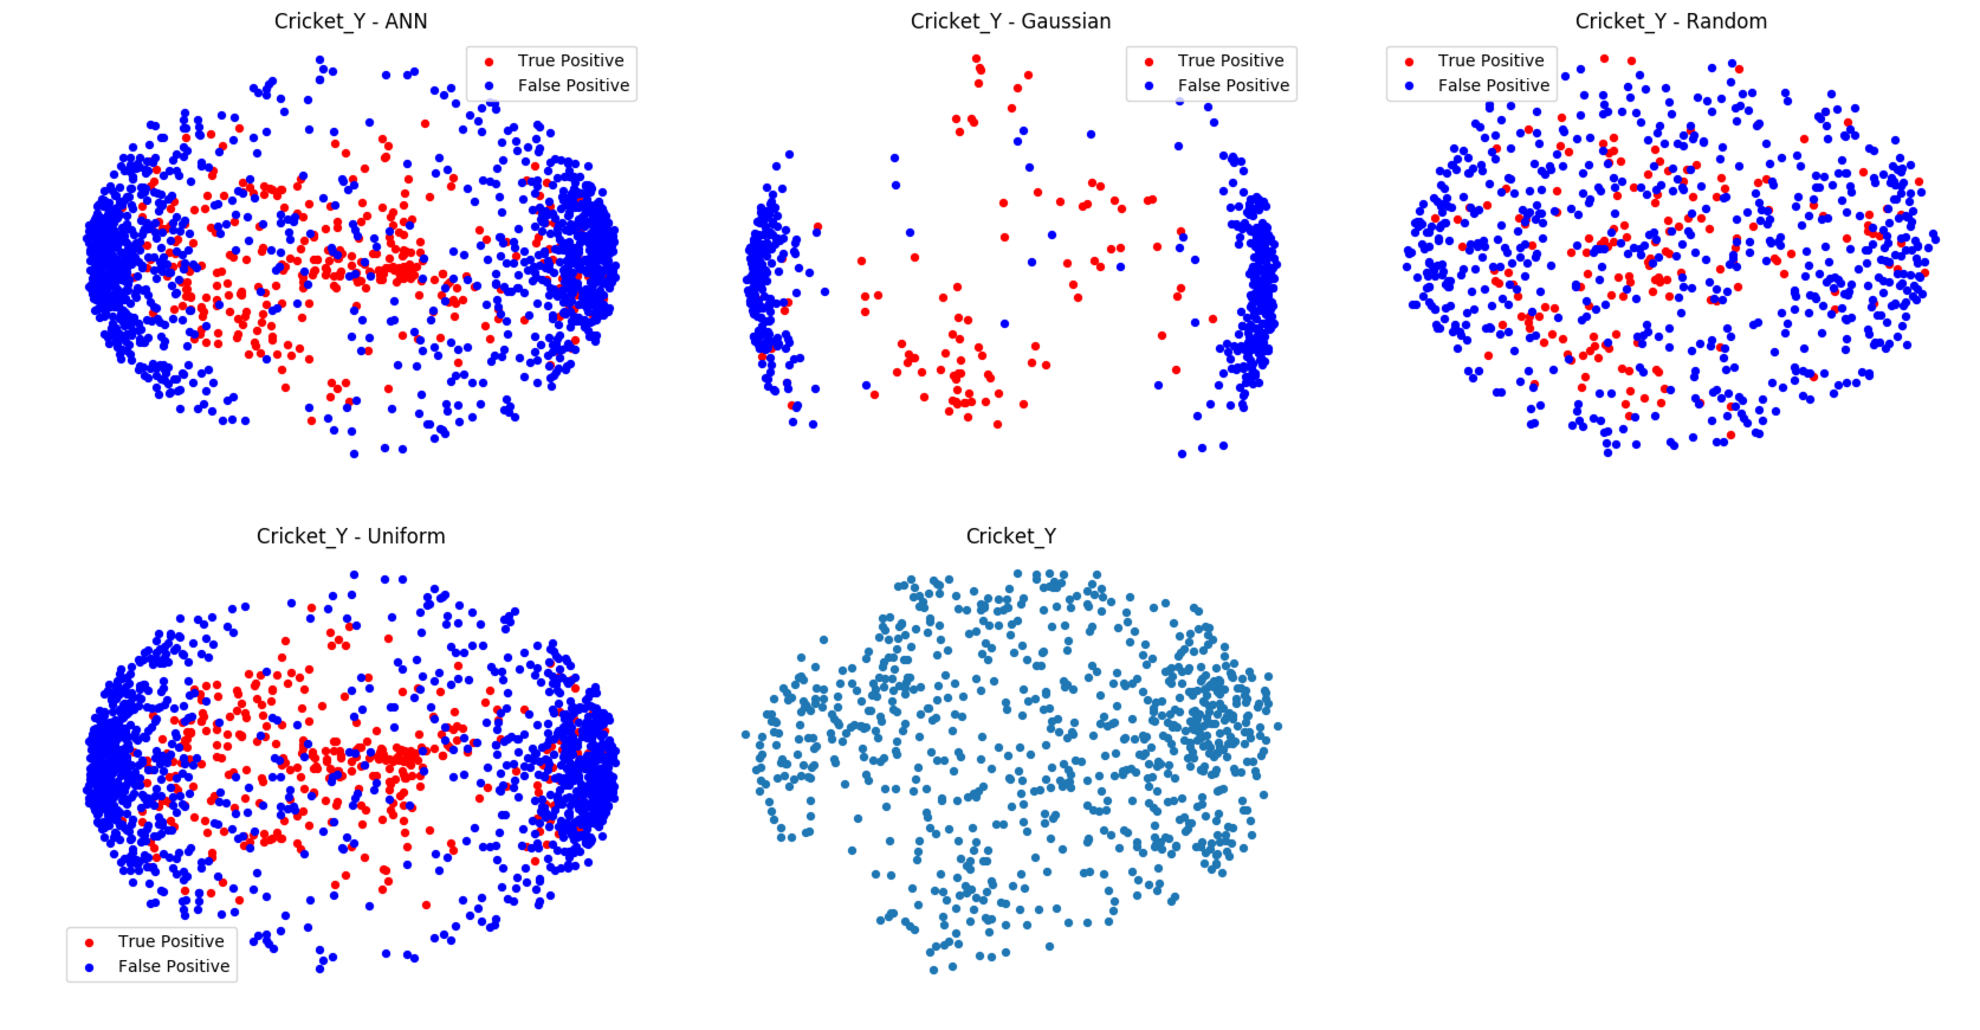 Cricket_Y - ANN
True Positive
False Positive
Cricket_Y - Gaussian
True Positive
False Positive
Cricket_Y - Random
True Positive
False Positive
Cricket_Y - Uniform
True Positive
False Positive
Cricket_Y